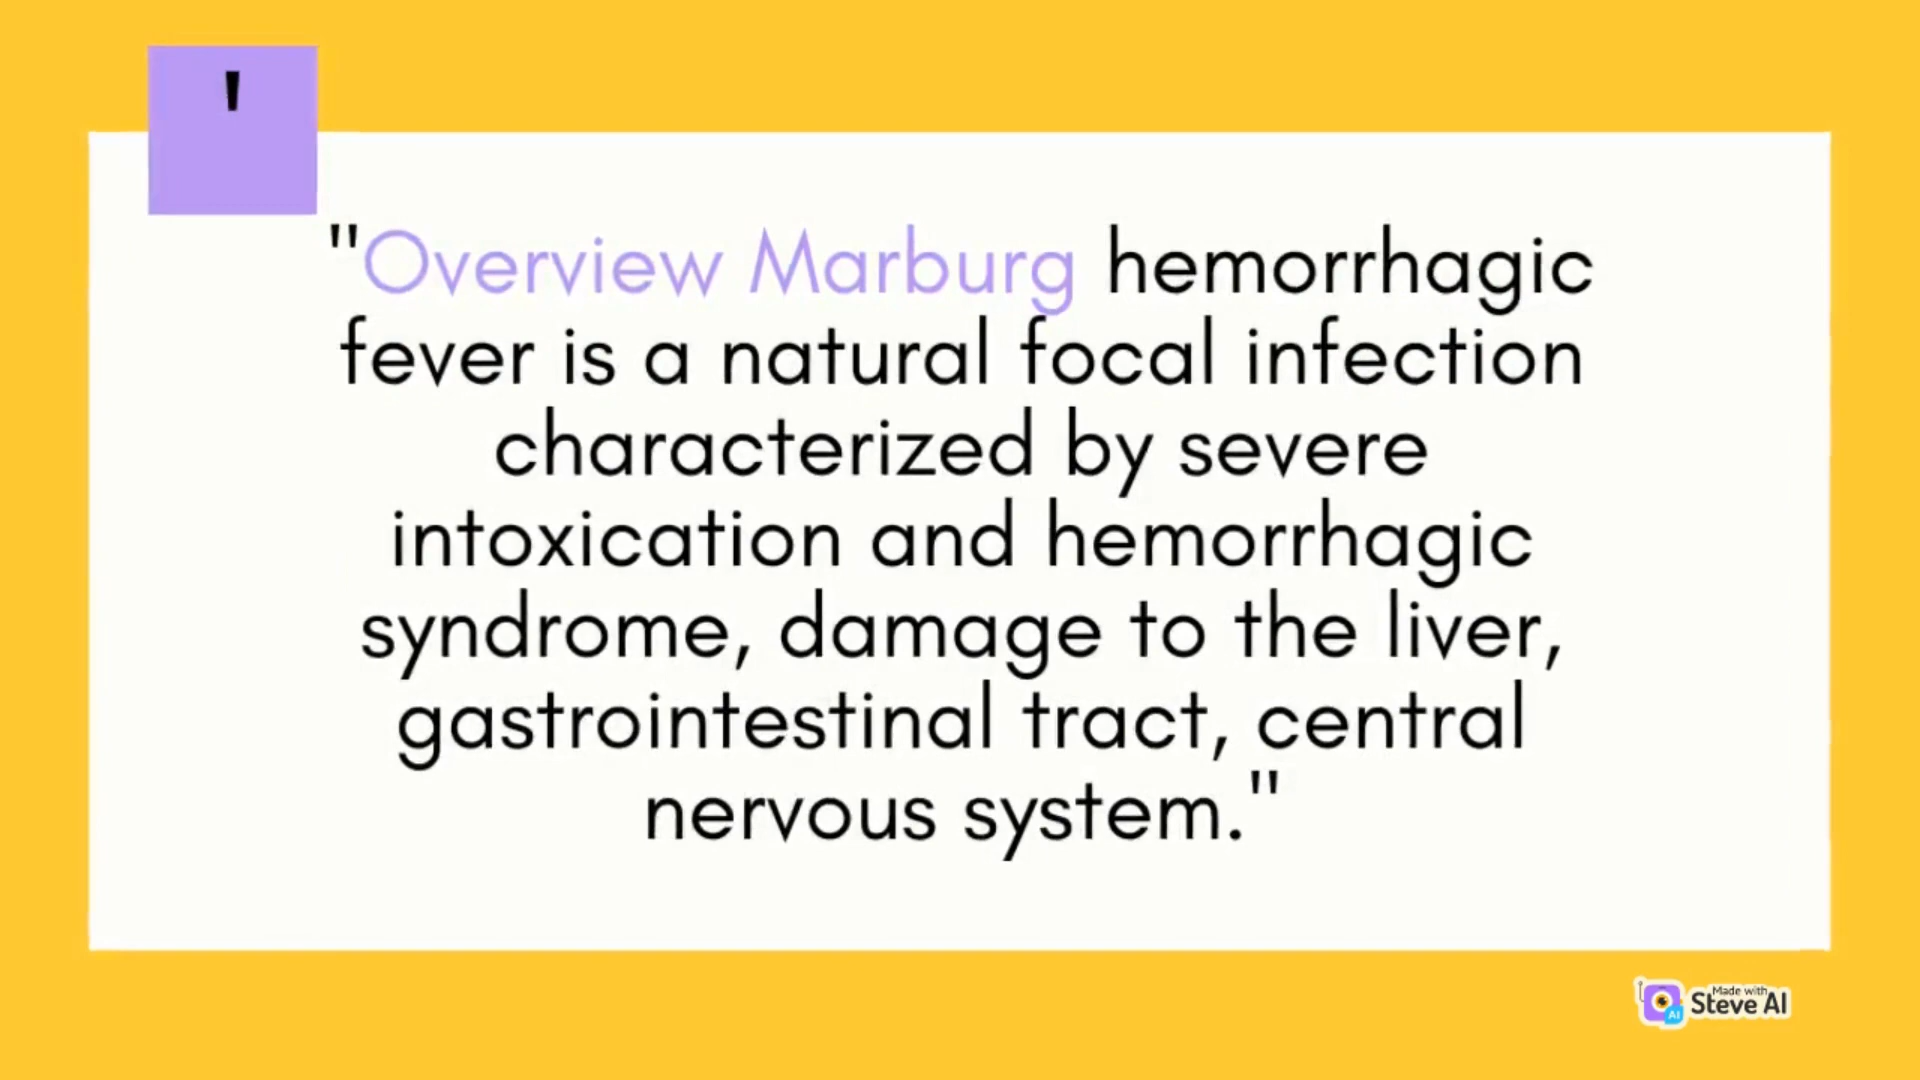 '
"Overview Marburg hemorrhagic
fever is a natural focal infection
characterized by severe
intoxication and hemorrhagic
syndrome, damage to the liver,
gastrointestinal tract, central
nervous system."
Made with
Steve AI
AI